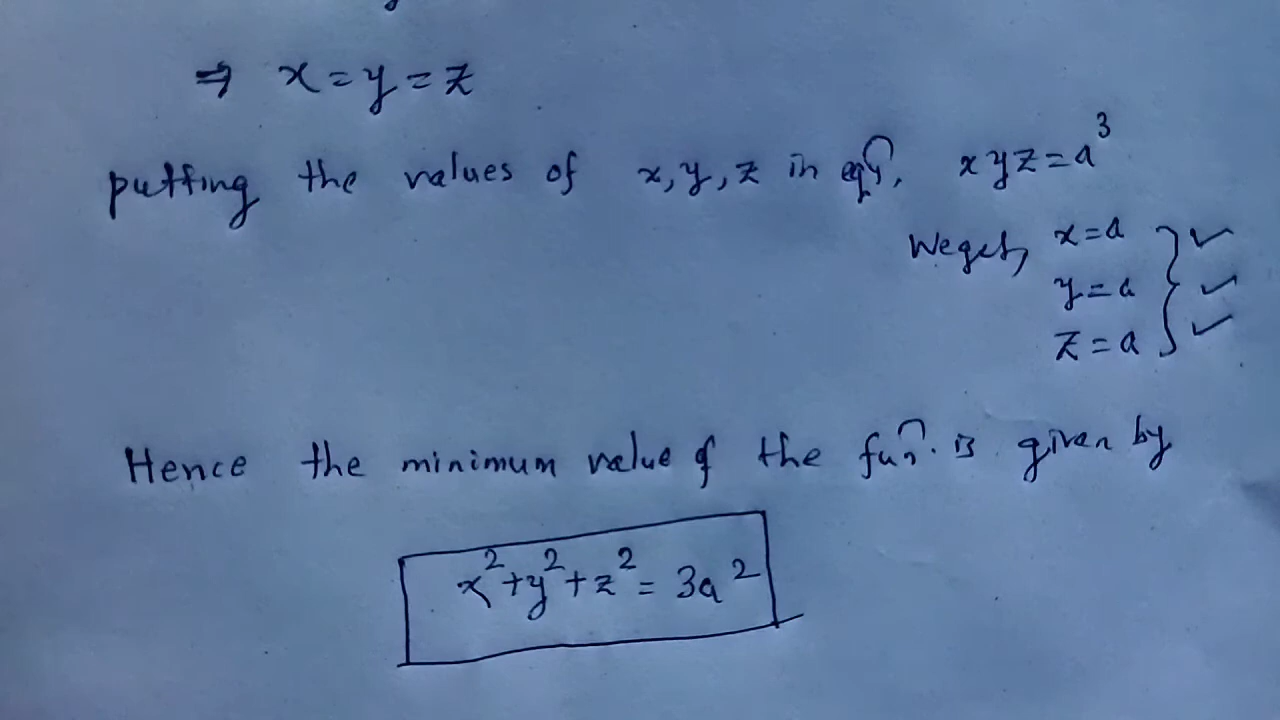 ⇒ x = y = z
putting the values of x, y, z in eqn, xyz = a³
We get, x = a
y = a
z = a
Hence the minimum value of the fun. is given by
x² + y² + z² = 3a²